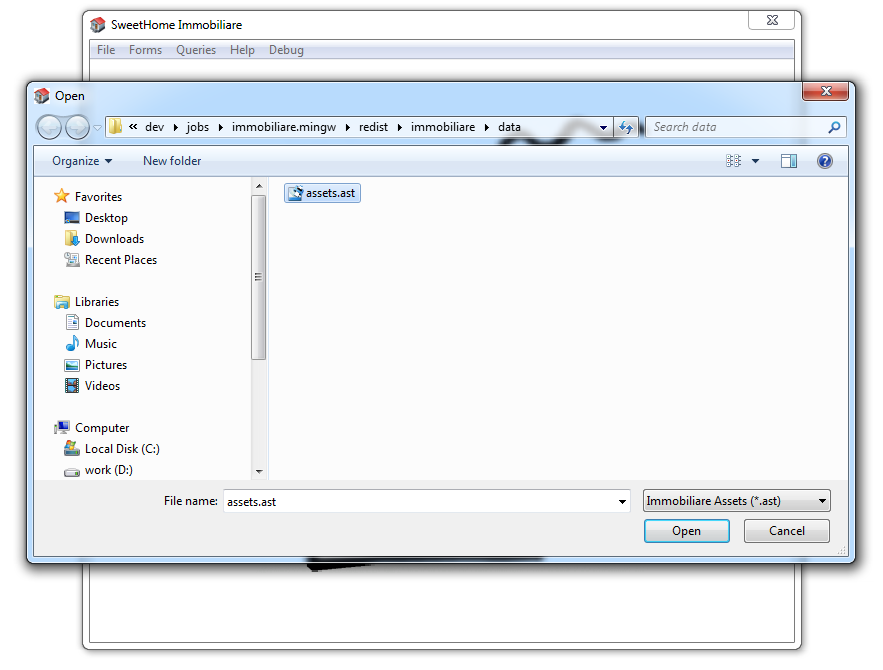 SweetHome Immobiliare
File Forms Queries Help Debug
Open
« dev jobs immobiliare.mingw redist immobiliare data
Search data
Organize New folder
Favorites
Desktop
Downloads
Recent Places
Libraries
Documents
Music
Pictures
Videos
Computer
Local Disk (C:)
work (D:)
assets.ast
File name: assets.ast
Immobiliare Assets (*.ast)
Open Cancel